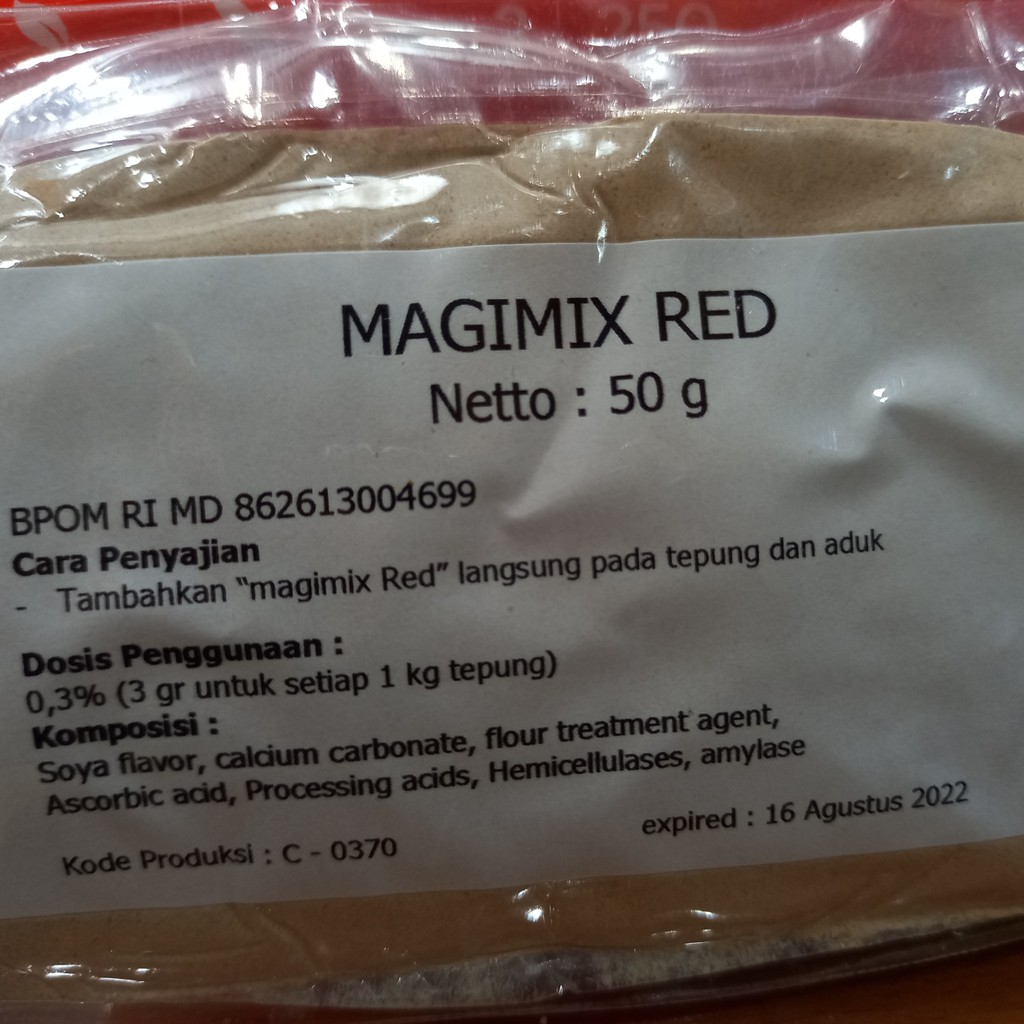 250
MAGIMIX RED
Netto : 50 g
BPOM RI MD 862613004699
Cara Penyajian
- Tambahkan "magimix Red" langsung pada tepung dan aduk
Dosis Penggunaan :
0,3% (3 gr untuk setiap 1 kg tepung)
Komposisi :
Soya flavor, calcium carbonate, flour treatment agent,
Ascorbic acid, Processing acids, Hemicellulases, amylase
expired : 16 Agustus 2022
Kode Produksi : C - 0370